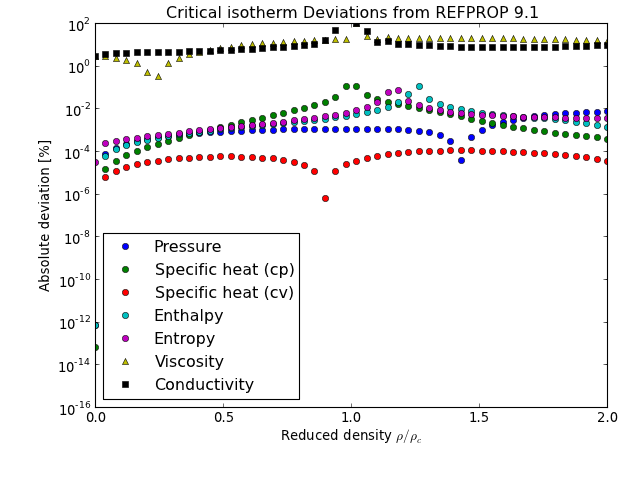 Critical isotherm Deviations from REFPROP 9.1
Absolute deviation [%]
10^2
10^0
10^-2
10^-4
10^-6
10^-8
10^-10
10^-12
10^-14
10^-16
Pressure
Specific heat (cp)
Specific heat (cv)
Enthalpy
Entropy
Viscosity
Conductivity
0.0 0.5 1.0 1.5 2.0
Reduced density ρ/ρ_c